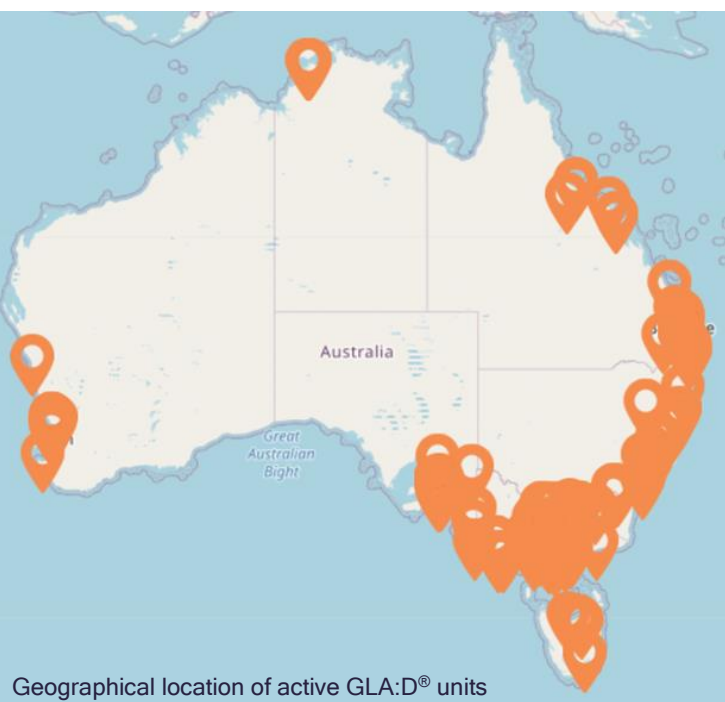 Australia
Great
Australian
Bight
Geographical location of active GLA:D® units